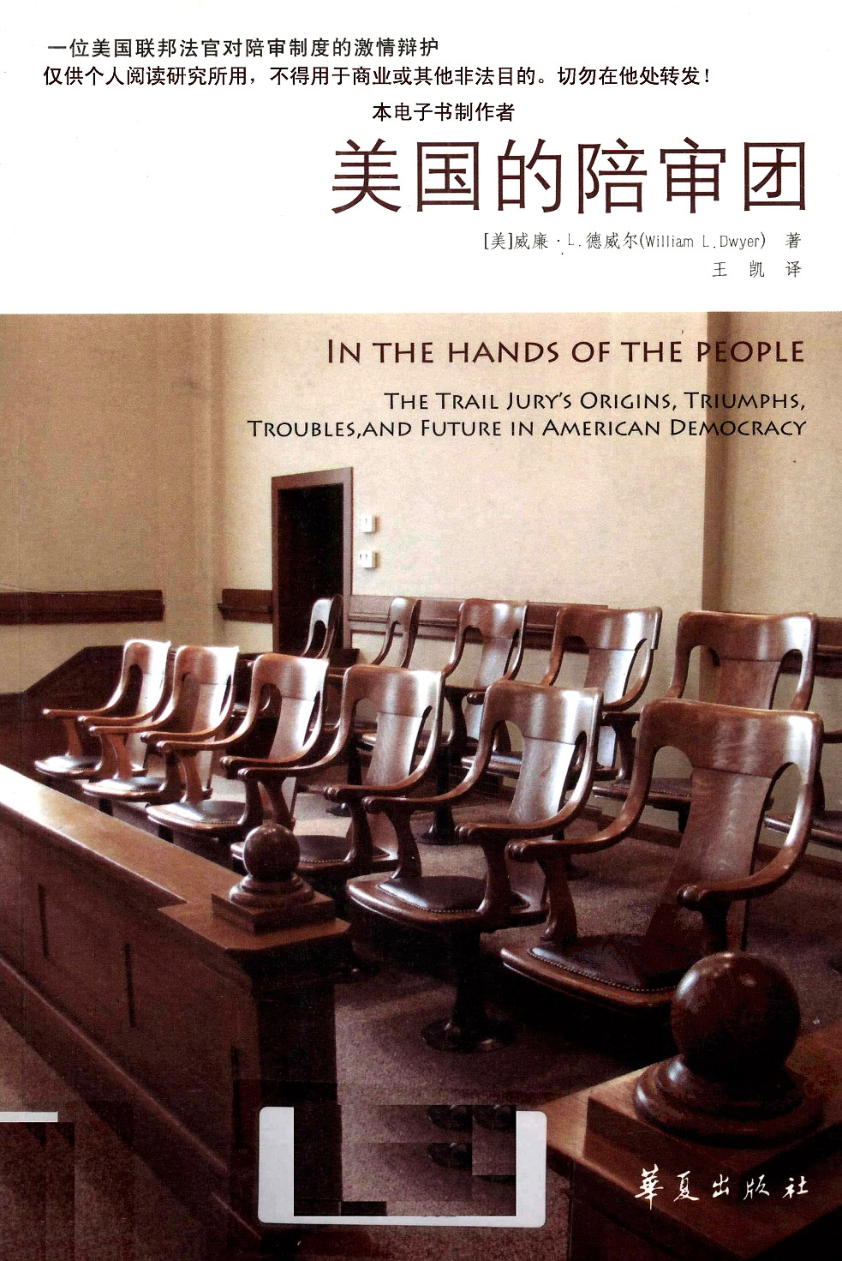 一位美国联邦法官对陪审制度的激情辩护
仅供个人阅读研究所用，不得用于商业或其他非法目的。切勿在他处转发！
本电子书制作者
美国的陪审团
[美]威廉·L.德威尔(William L.Dwyer) 著
王 凯 译
IN THE HANDS OF THE PEOPLE
THE TRAIL JURY'S ORIGINS, TRIUMPHS,
TROUBLES,AND FUTURE IN AMERICAN DEMOCRACY
華夏出版社